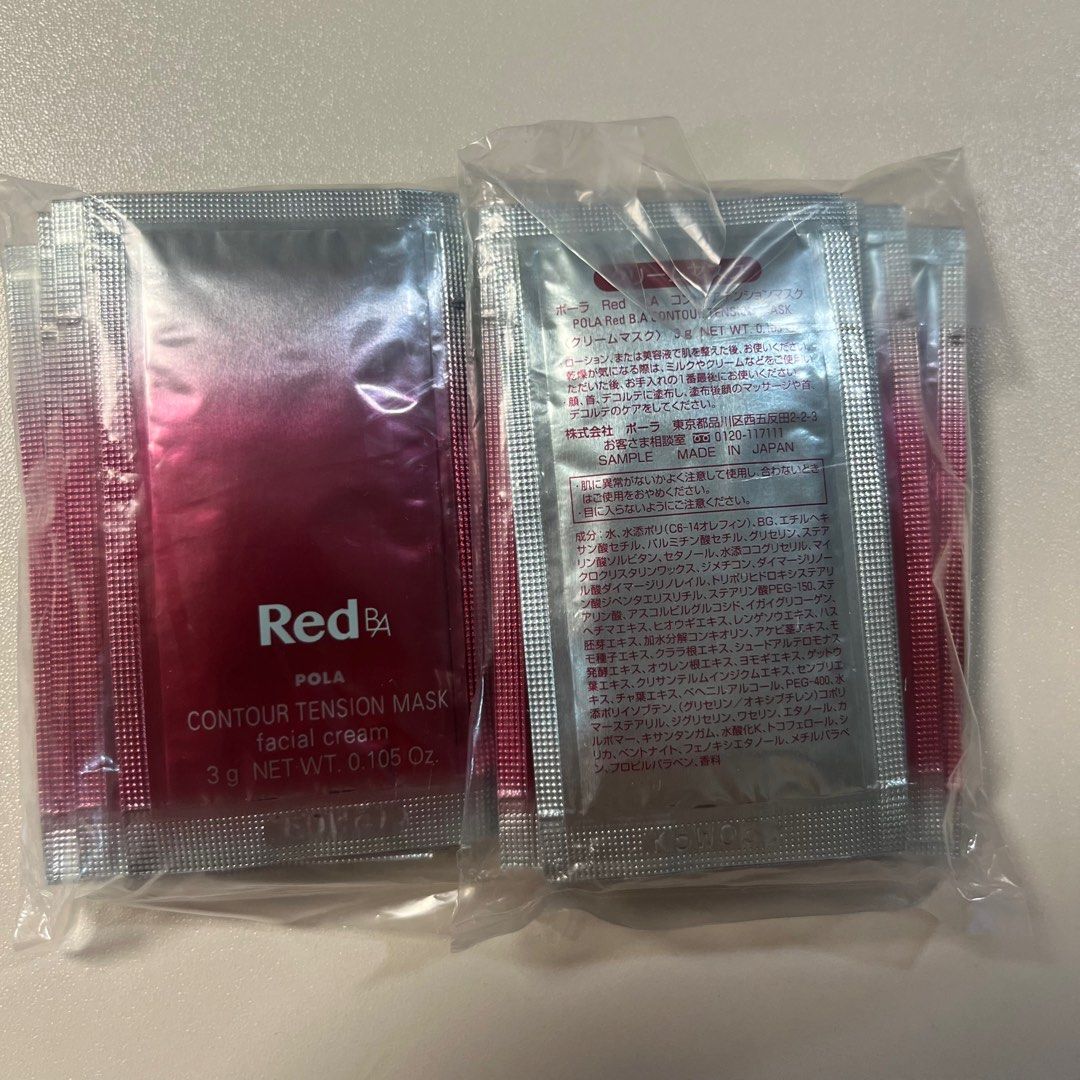 Red BA
POLA
CONTOUR TENSION MASK
facial cream
3 g NET WT. 0.105 Oz.
ポーラ Red
POLA Red B.A CONTOUR TENSION MASK
クリームマスク〉 3g NET WT.
ローション、または美容液で肌を整えた後、お使いください。
乾燥が気になる際は、ミルクやクリームなどをご使用
ただいた後、お手入れの1番最後にお使いください
・顔、首、デコルテに塗布し、塗布後顔のマッサージや首、
デコルテのケアをしてください。
株式会社 ポーラ 東京都品川区西五反田2-2-3
お客さま相談室 0120-117111
SAMPLE MADE IN JAPAN
・肌に異常がないかよく注意して使用し、合わないとき
はご使用をおやめください。
・目に入らないようにご注意ください。
成分:水、水添ポリ(C6-14オレフィン)、BG、エチルヘキ
サン酸セチル、パルミチン酸セチル、グリセリン、ステア
リン酸ソルビタン、セタノール、水添ココグリセリル、マイ
クロクリスタリンワックス、ジメチコン、ダイマージリノー
ル酸ダイマージリノレイル、トリポリヒドロキシステアリ
ン酸ジペンタエリスリチル、ステアリン酸PEG-150、ステ
アリン酸、アスコルビルグルコシド、イガイグリコーゲン、
ヘチマエキス、ヒオウギエキス、レンゲソウエキス、ハス
胚芽エキス、加水分解コンキオリン、アケビ茎エキス、モ
モ種子エキス、クララ根エキス、シュードアルテロモナス
発酵エキス、オウレン根エキス、ヨモギエキス、ゲットウ
葉エキス、クリサンテルムインジクムエキス、センブリエ
キス、チャ葉エキス、ベヘニルアルコール、PEG-400、水
添ポリイソブテン、(グリセリン/オキシブチレン)コポリ
マーステアリル、ジグリセリン、ワセリン、エタノール、カ
ルボマー、キサンタンガム、水酸化K、トコフェロール、シ
リカ、ベントナイト、フェノキシエタノール、メチルパラベ
ン、プロピルパラベン、香料